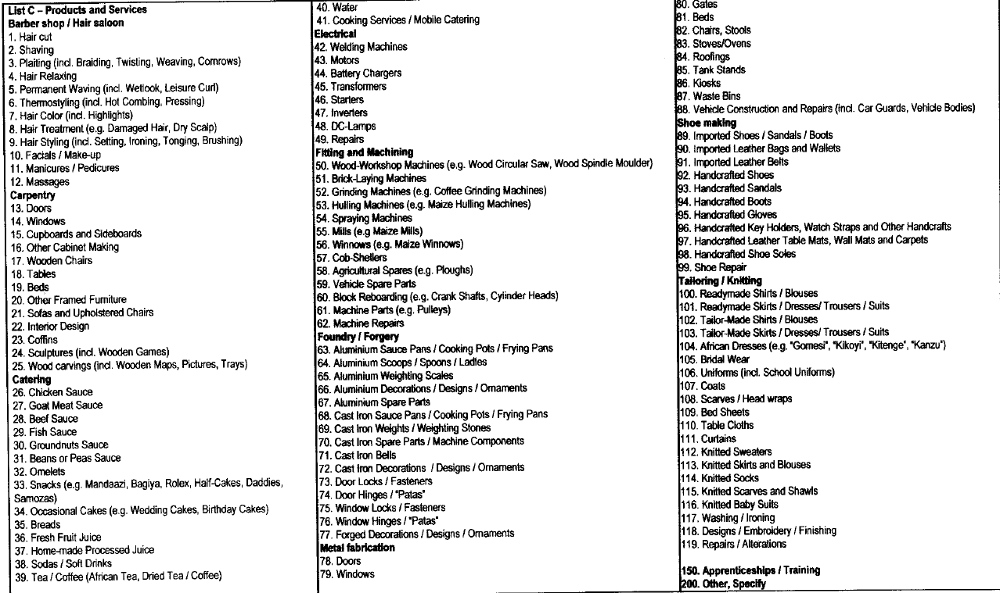 List C – Products and Services
Barber shop / Hair saloon
1. Hair cut
2. Shaving
3. Plaiting (incl. Braiding, Twisting, Weaving, Cornrows)
4. Hair Relaxing
5. Permanent Waving (incl. Wetlook, Leisure Curl)
6. Thermostyling (incl. Hot Combing, Pressing)
7. Hair Color (incl. Highlights)
8. Hair Treatment (e.g. Damaged Hair, Dry Scalp)
9. Hair Styling (incl. Setting, Ironing, Tonging, Brushing)
10. Facials / Make-up
11. Manicures / Pedicures
12. Massages
Carpentry
13. Doors
14. Windows
15. Cupboards and Sideboards
16. Other Cabinet Making
17. Wooden Chairs
18. Tables
19. Beds
20. Other Framed Furniture
21. Sofas and Upholstered Chairs
22. Interior Design
23. Coffins
24. Sculptures (incl. Wooden Games)
25. Wood carvings (incl. Wooden Maps, Pictures, Trays)
Catering
26. Chicken Sauce
27. Goat Meat Sauce
28. Beef Sauce
29. Fish Sauce
30. Groundnuts Sauce
31. Beans or Peas Sauce
32. Omelets
33. Snacks (e.g. Mandaazi, Bagiya, Rolex, Half-Cakes, Daddies,
Samozas)
34. Occasional Cakes (e.g. Wedding Cakes, Birthday Cakes)
35. Breads
36. Fresh Fruit Juice
37. Home-made Processed Juice
38. Sodas / Soft Drinks
39. Tea / Coffee (African Tea, Dried Tea / Coffee)
40. Water
41. Cooking Services / Mobile Catering
Electrical
42. Welding Machines
43. Motors
44. Battery Chargers
45. Transformers
46. Starters
47. Inverters
48. DC-Lamps
49. Repairs
Fitting and Machining
50. Wood-Workshop Machines (e.g. Wood Circular Saw, Wood Spindle Moulder)
51. Brick-Laying Machines
52. Grinding Machines (e.g. Coffee Grinding Machines)
53. Hulling Machines (e.g. Maize Hulling Machines)
54. Spraying Machines
55. Mills (e.g Maize Mills)
56. Winnows (e.g. Maize Winnows)
57. Cob-Shellers
58. Agricultural Spares (e.g. Ploughs)
59. Vehicle Spare Parts
60. Block Reboarding (e.g. Crank Shafts, Cylinder Heads)
61. Machine Parts (e.g. Pulleys)
62. Machine Repairs
Foundry / Forgery
63. Aluminium Sauce Pans / Cooking Pots / Frying Pans
64. Aluminium Scoops / Spoons / Ladles
65. Aluminium Weighting Scales
66. Aluminium Decorations / Designs / Ornaments
67. Aluminium Spare Parts
68. Cast Iron Sauce Pans / Cooking Pots / Frying Pans
69. Cast Iron Weights / Weighting Stones
70. Cast Iron Spare Parts / Machine Components
71. Cast Iron Bells
72. Cast Iron Decorations / Designs / Ornaments
73. Door Locks / Fasteners
74. Door Hinges / "Patas"
75. Window Locks / Fasteners
76. Window Hinges / "Patas"
77. Forged Decorations / Designs / Ornaments
Metal fabrication
78. Doors
79. Windows
80. Gates
81. Beds
82. Chairs, Stools
83. Stoves/Ovens
84. Roofings
85. Tank Stands
86. Kiosks
87. Waste Bins
88. Vehicle Construction and Repairs (incl. Car Guards, Vehicle Bodies)
Shoe making
89. Imported Shoes / Sandals / Boots
90. Imported Leather Bags and Wallets
91. Imported Leather Belts
92. Handcrafted Shoes
93. Handcrafted Sandals
94. Handcrafted Boots
95. Handcrafted Gloves
96. Handcrafted Key Holders, Watch Straps and Other Handcrafts
97. Handcrafted Leather Table Mats, Wall Mats and Carpets
98. Handcrafted Shoe Soles
99. Shoe Repair
Tailoring / Knitting
100. Readymade Shirts / Blouses
101. Readymade Skirts / Dresses/ Trousers / Suits
102. Tailor-Made Shirts / Blouses
103. Tailor-Made Skirts / Dresses/ Trousers / Suits
104. African Dresses (e.g. "Gomesi", "Kikoyi", "Kitenge", "Kanzu")
105. Bridal Wear
106. Uniforms (incl. School Uniforms)
107. Coats
108. Scarves / Head wraps
109. Bed Sheets
110. Table Cloths
111. Curtains
112. Knitted Sweaters
113. Knitted Skirts and Blouses
114. Knitted Socks
115. Knitted Scarves and Shawls
116. Knitted Baby Suits
117. Washing / Ironing
118. Designs / Embroidery / Finishing
119. Repairs / Alterations
150. Apprenticeships / Training
200. Other, Specify